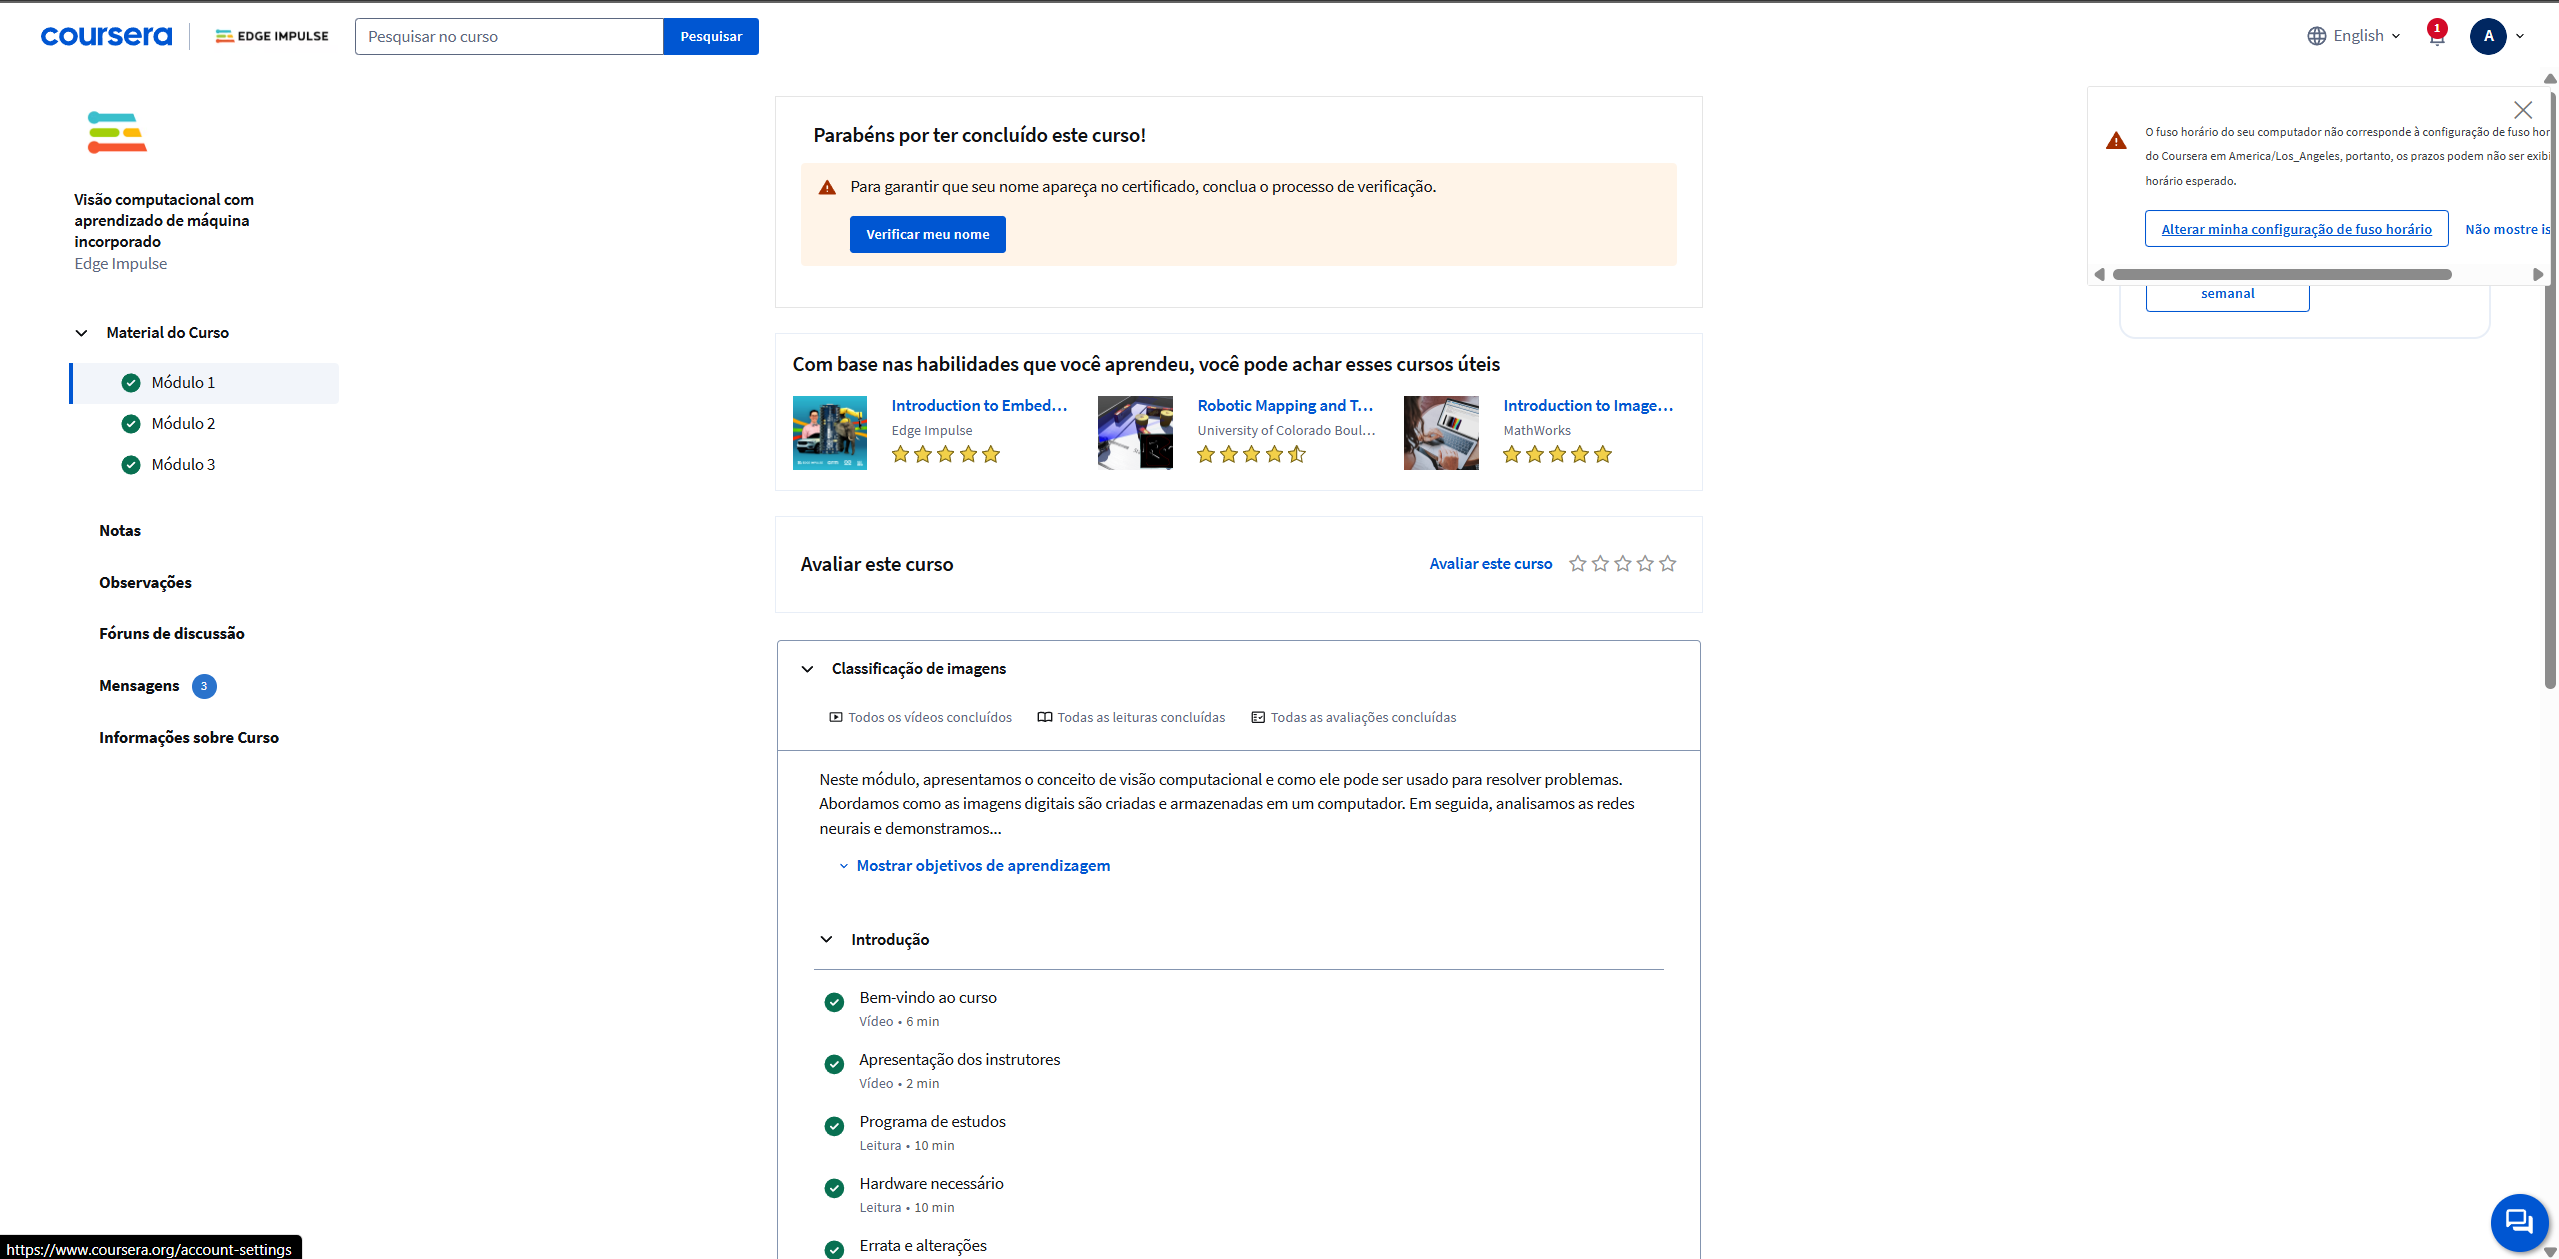 coursera
EDGE IMPULSE
Pesquisar no curso
Pesquisar
English
1
A
Visão computacional com
aprendizado de máquina
incorporado
Edge Impulse
Material do Curso
Módulo 1
Módulo 2
Módulo 3
Notas
Observações
Fóruns de discussão
Mensagens 3
Informações sobre Curso
Parabéns por ter concluído este curso!
Para garantir que seu nome apareça no certificado, conclua o processo de verificação.
Verificar meu nome
Com base nas habilidades que você aprendeu, você pode achar esses cursos úteis
Introduction to Embed...
Edge Impulse
Robotic Mapping and T...
University of Colorado Boul...
Introduction to Image...
MathWorks
Avaliar este curso
Avaliar este curso
Classificação de imagens
Todos os vídeos concluídos
Todas as leituras concluídas
Todas as avaliações concluídas
Neste módulo, apresentamos o conceito de visão computacional e como ele pode ser usado para resolver problemas.
Abordamos como as imagens digitais são criadas e armazenadas em um computador. Em seguida, analisamos as redes
neurais e demonstramos...
Mostrar objetivos de aprendizagem
Introdução
Bem-vindo ao curso
Vídeo • 6 min
Apresentação dos instrutores
Vídeo • 2 min
Programa de estudos
Leitura • 10 min
Hardware necessário
Leitura • 10 min
Errata e alterações
O fuso horário do seu computador não corresponde à configuração de fuso hor
do Coursera em America/Los_Angeles, portanto, os prazos podem não ser exibi
horário esperado.
Alterar minha configuração de fuso horário
Não mostre is
semanal
https://www.coursera.org/account-settings